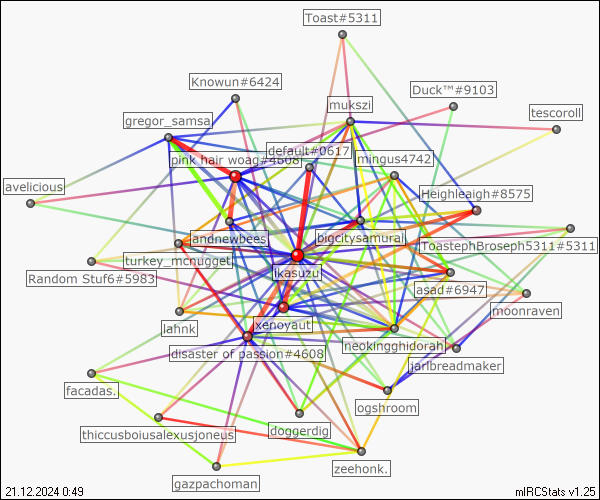 Toast#5311
Knowun#6424
Duck™#9103
mukszi
tescoroll
gregor_samsa
default#0617
pink hair woag#4608
mingus4742
avelicious
Heighleaigh#8575
andnewbees
bigcitysamurai
ToastephBroseph5311#5311
turkey_mcnugget
ikasuzu
Random Stuf6#5983
asad#6947
moonraven
lahnk
xenoyaut
neokingghidorah
disaster of passion#4608
jarlbreadmaker
facadas.
ogshroom
doggerdig
thiccusboiusalexusjoneus
zeehonk.
gazpachoman
21.12.2024 0:49
mIRCStats v1.25